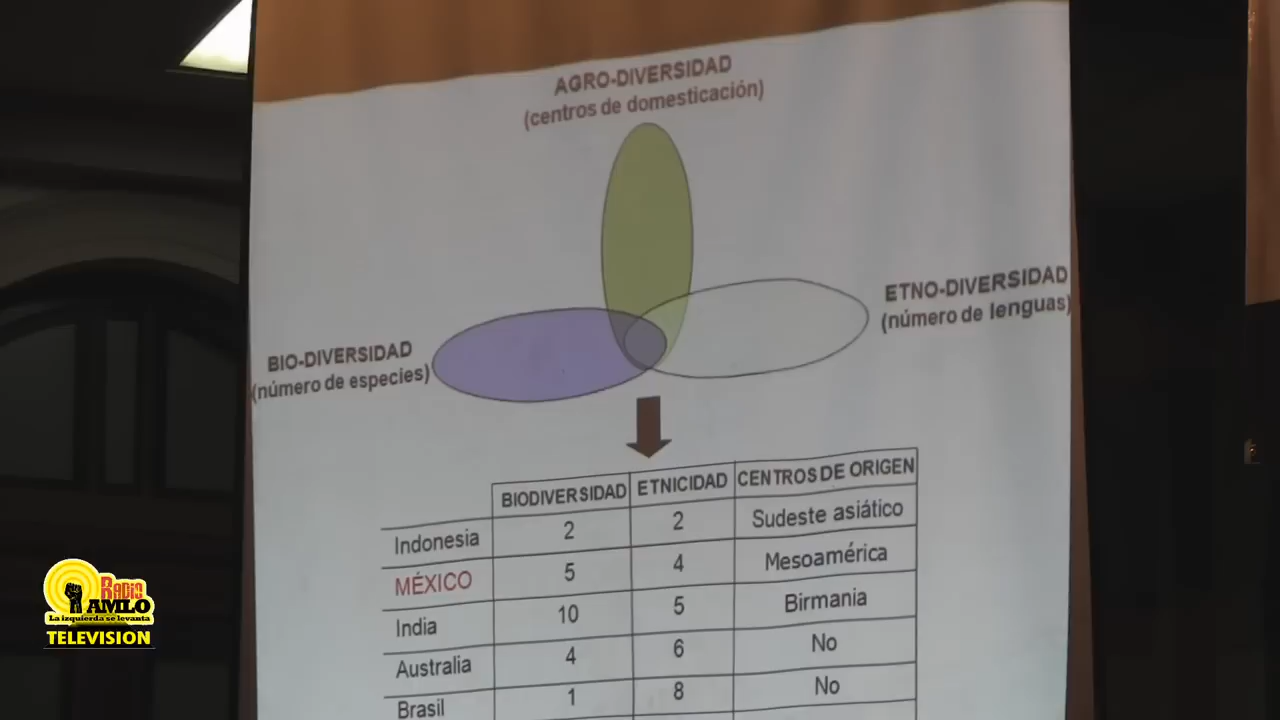 AGRO-DIVERSIDAD
(centros de domesticación)
ETNO-DIVERSIDAD
(número de lenguas)
BIO-DIVERSIDAD
(número de especies)
BIODIVERSIDAD ETNICIDAD CENTROS DE ORIGEN
Indonesia 2 2 Sudeste asiático
MÉXICO 5 4 Mesoamérica
India 10 5 Birmania
Australia 4 6 No
Brasil 1 8 No
RADIO
AMLO
La izquierda se levanta
TELEVISION